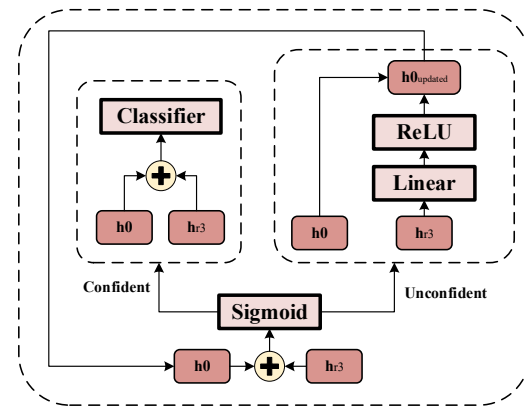 h0updated
Classifier
ReLU
Linear
h0
hr3
h0
hr3
Confident
Unconfident
Sigmoid
h0
hr3